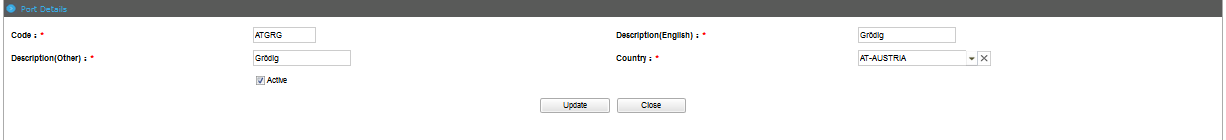 Port Details
Code : * ATGRG Description(English) : * Grödig
Description(Other) : * Grödig Country : * AT-AUSTRIA
Active
Update Close